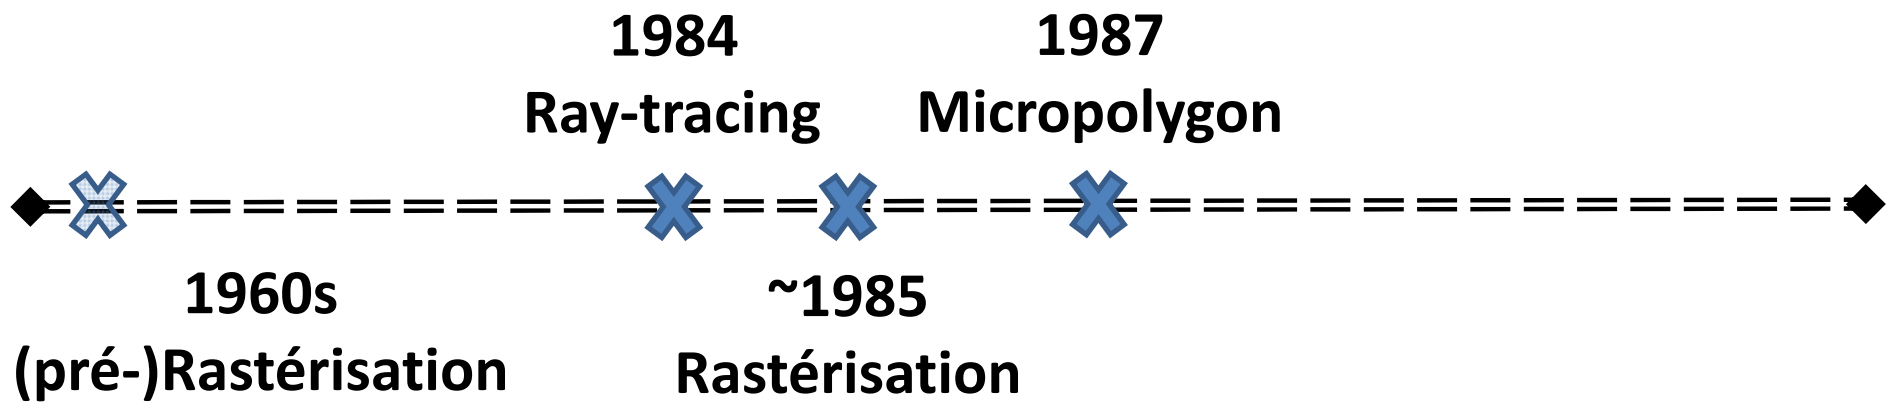 1984
Ray-tracing
1987
Micropolygon
1960s
(pré-)Rastérisation
~1985
Rastérisation